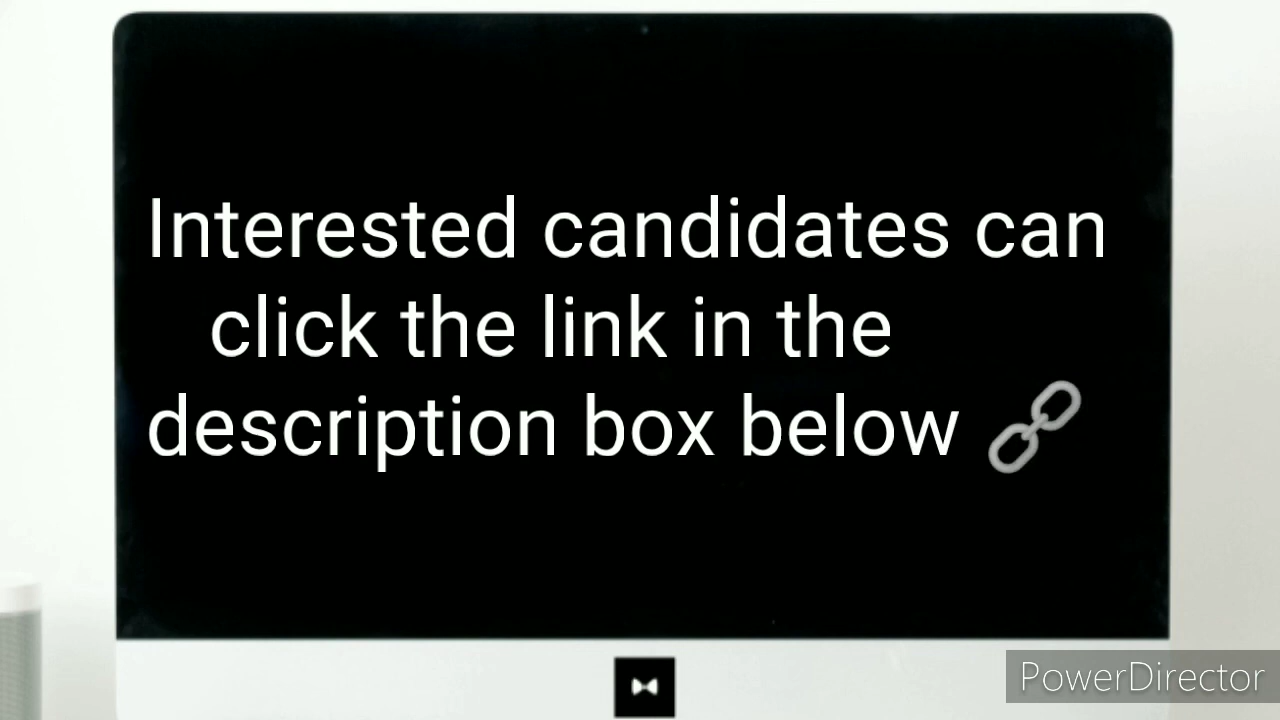 Interested candidates can
click the link in the
description box below 🔗
PowerDirector